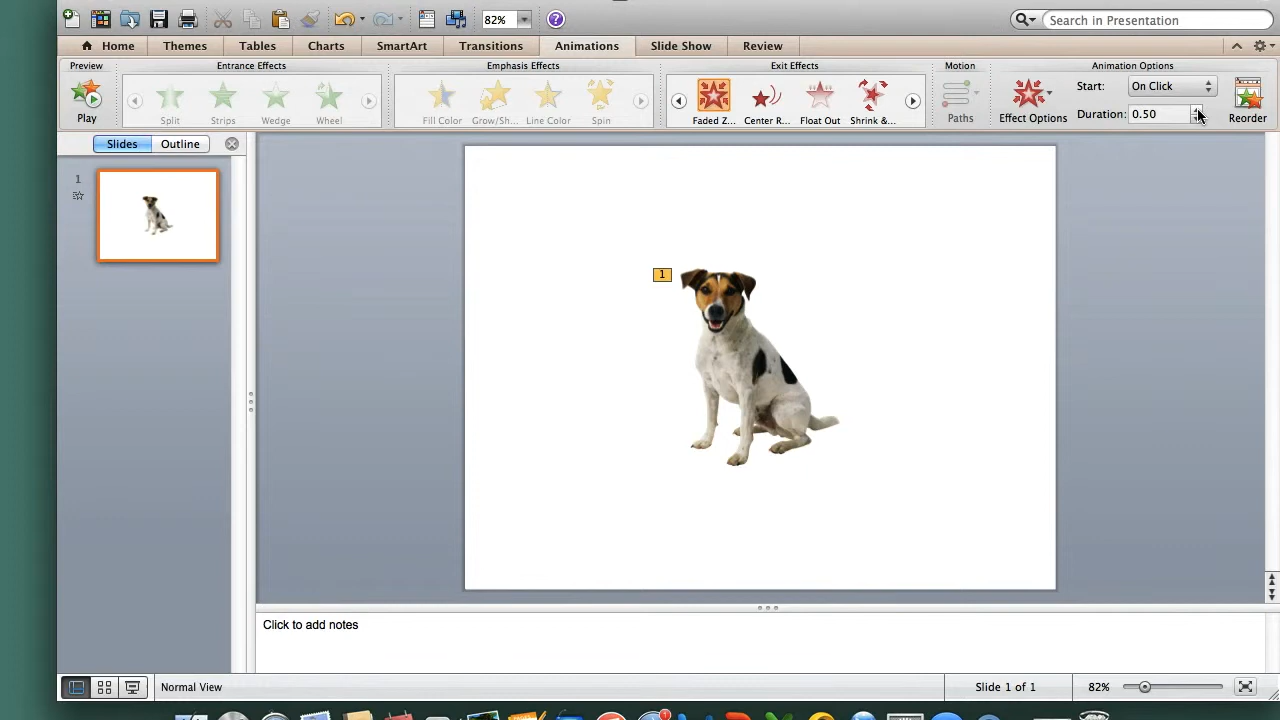 82%
Search in Presentation
Home Themes Tables Charts SmartArt Transitions Animations Slide Show Review
Preview Entrance Effects Emphasis Effects Exit Effects Motion Animation Options
Start: On Click
Duration: 0.50
Play Split Strips Wedge Wheel Fill Color Grow/Sh... Line Color Spin Faded Z... Center R... Float Out Shrink &... Paths Effect Options Reorder
Slides Outline
1
1
Click to add notes
Normal View Slide 1 of 1 82%